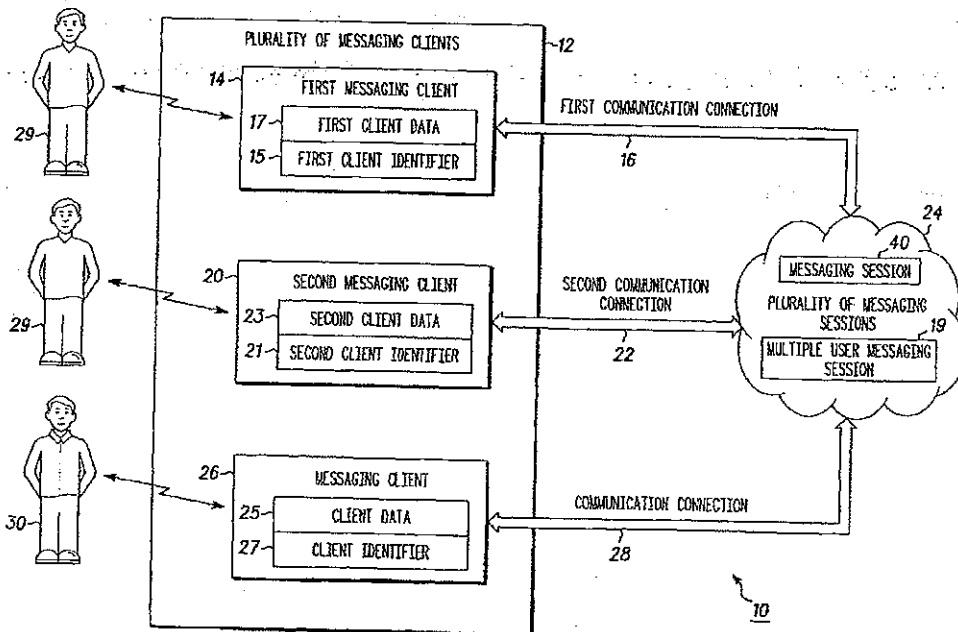 PLURALITY OF MESSAGING CLIENTS
12
14
FIRST MESSAGING CLIENT
17
FIRST CLIENT DATA
15
FIRST CLIENT IDENTIFIER
FIRST COMMUNICATION CONNECTION
16
29
20
SECOND MESSAGING CLIENT
23
SECOND CLIENT DATA
21
SECOND CLIENT IDENTIFIER
SECOND COMMUNICATION
CONNECTION
22
24
40
MESSAGING SESSION
PLURALITY OF MESSAGING
SESSIONS
19
MULTIPLE USER MESSAGING
SESSION
29
26
MESSAGING CLIENT
25
CLIENT DATA
27
CLIENT IDENTIFIER
COMMUNICATION CONNECTION
28
30
10